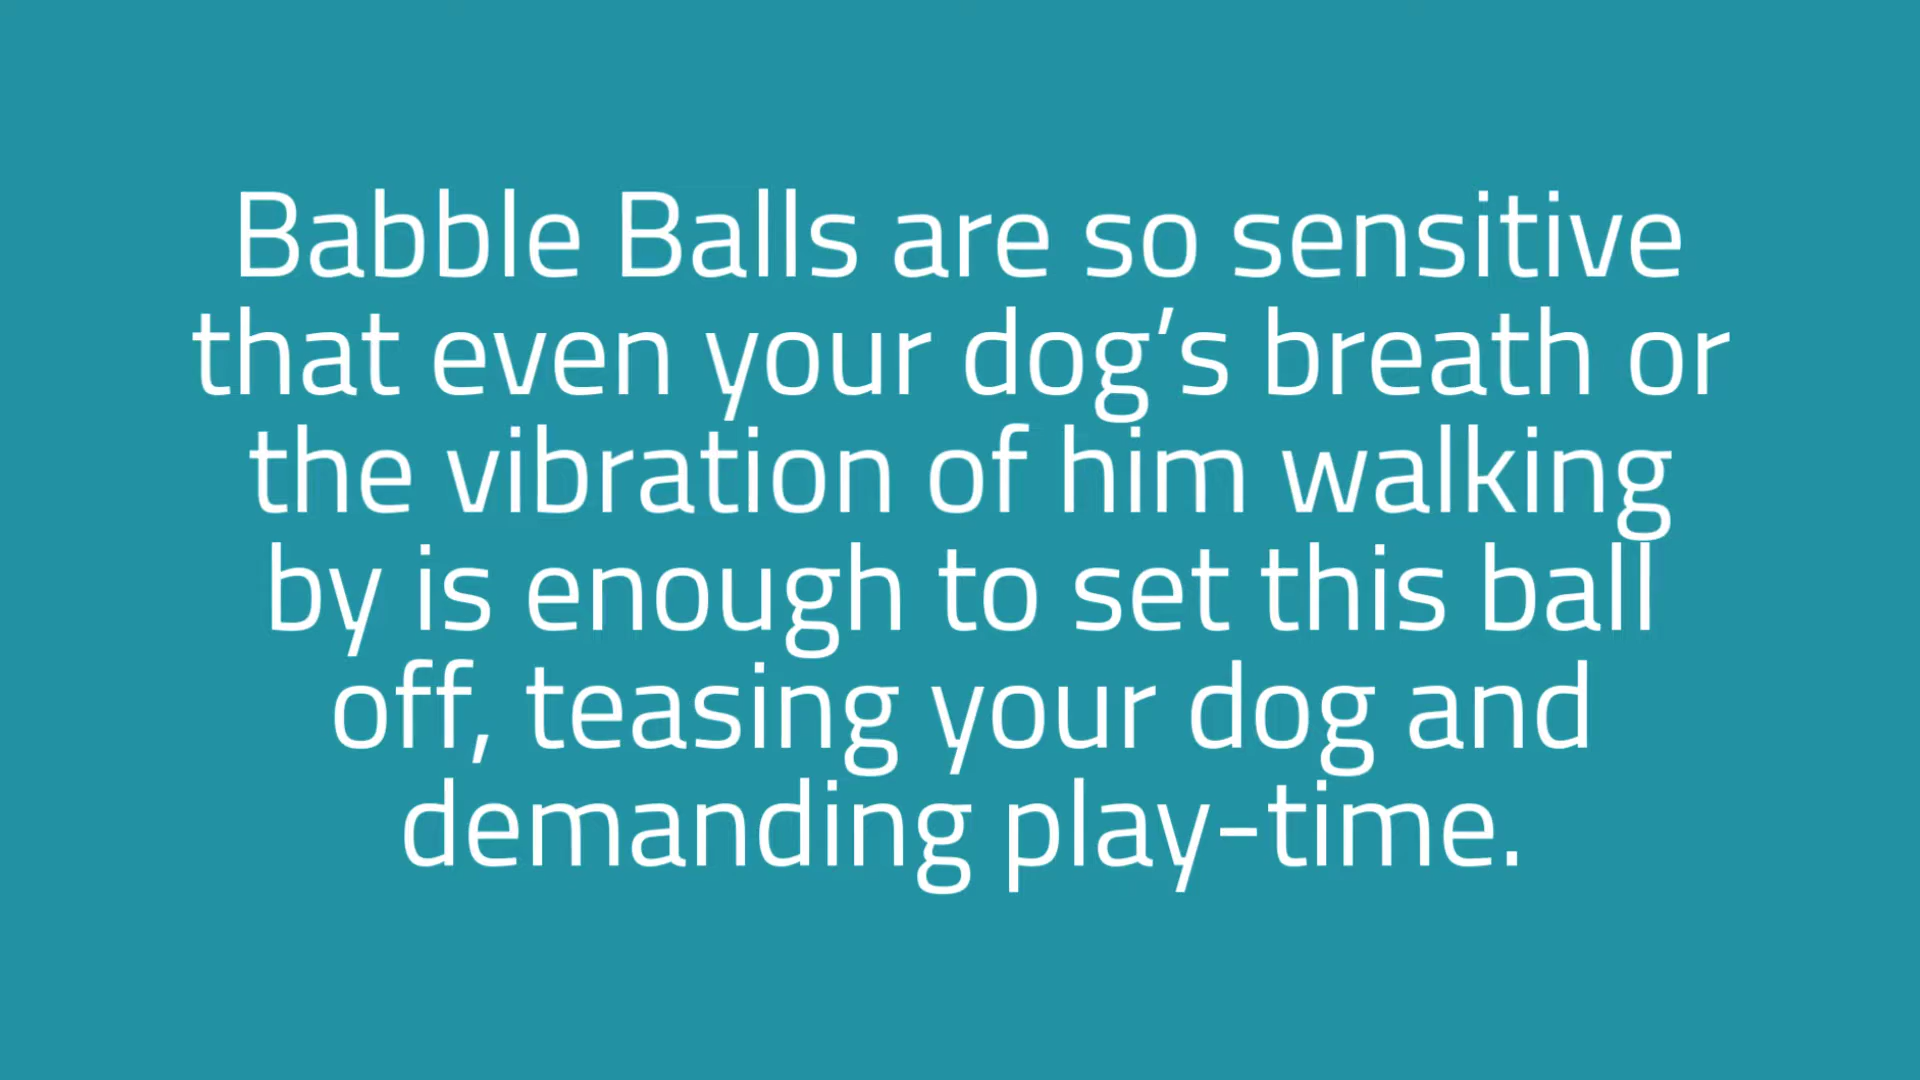 Babble Balls are so sensitive
that even your dog’s breath or
the vibration of him walking
by is enough to set this ball
off, teasing your dog and
demanding play-time.